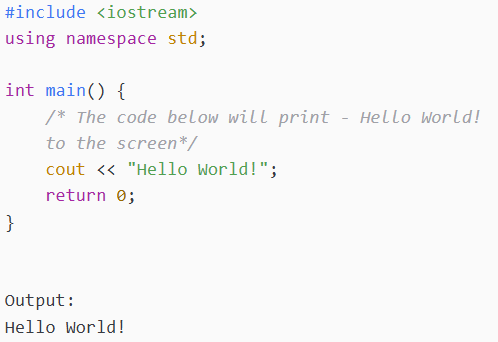 #include <iostream>
using namespace std;

int main() {
    /* The code below will print - Hello World!
    to the screen*/
    cout << "Hello World!";
    return 0;
}

Output:
Hello World!